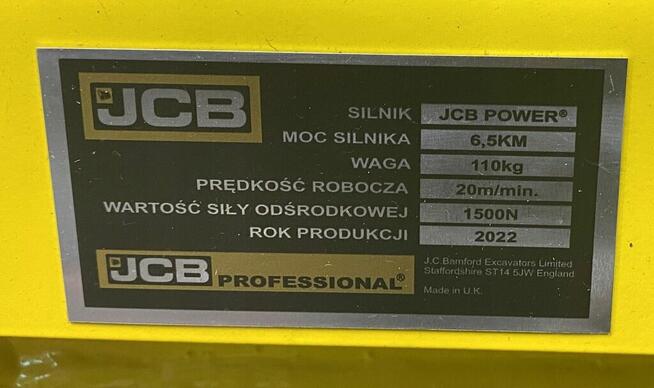 JCB
SILNIK JCB POWER®
MOC SILNIKA 6,5KM
WAGA 110kg
PRĘDKOŚĆ ROBOCZA 20m/min.
WARTOŚĆ SIŁY ODŚRODKOWEJ 1500N
ROK PRODUKCJI 2022
JCB PROFESSIONAL®
J.C.Bamford Excavators Limited
Staffordshire ST14 5JW England
Made in U.K.